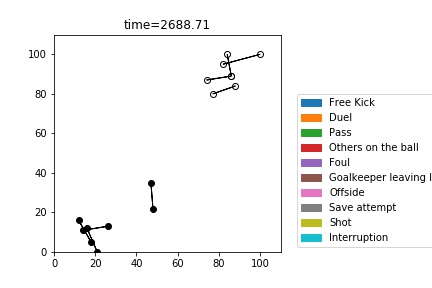 time=2688.71
100
80
60
40
20
0
0 20 40 60 80 100
Free Kick
Duel
Pass
Others on the ball
Foul
Goalkeeper leaving l
Offside
Save attempt
Shot
Interruption